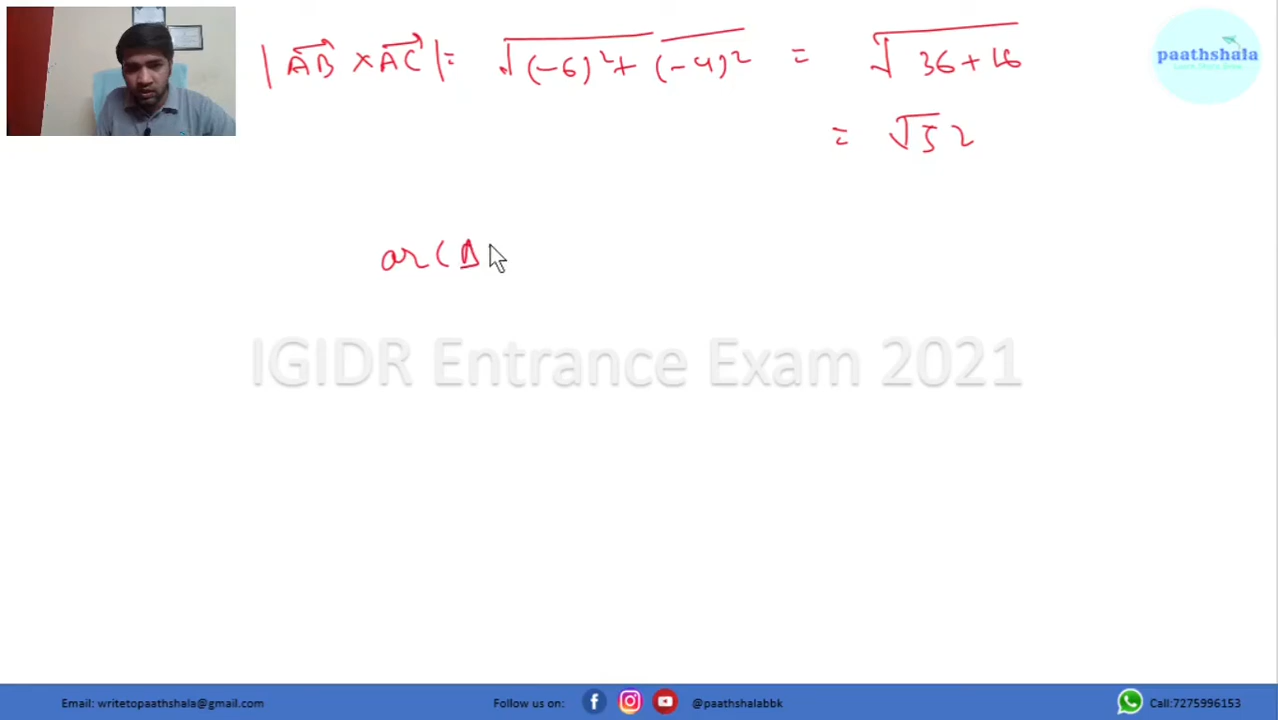 |AB×AC|= √(-6)²+(-4)² = √36+16
= √52
ar(Δ
IGIDR Entrance Exam 2021
paathshala
Email: writetopaathshala@gmail.com Follow us on: @paathshalabbk Call:7275996153